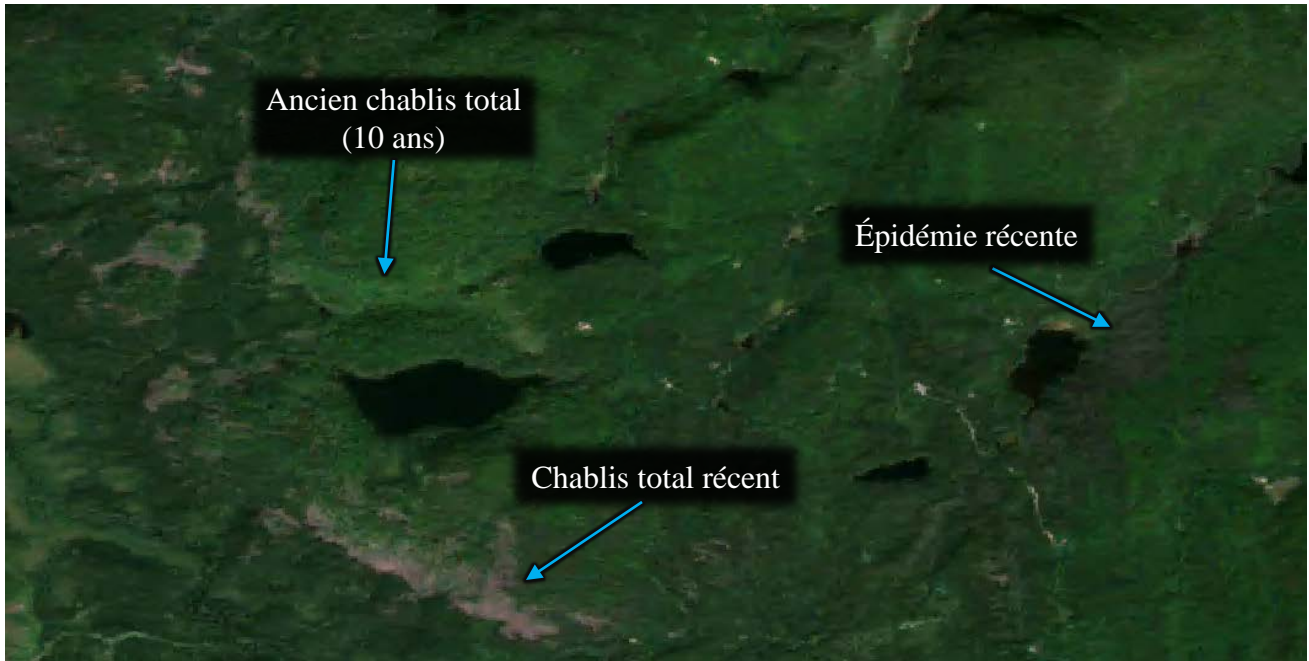 Ancien chablis total
(10 ans)
Épidémie récente
Chablis total récent